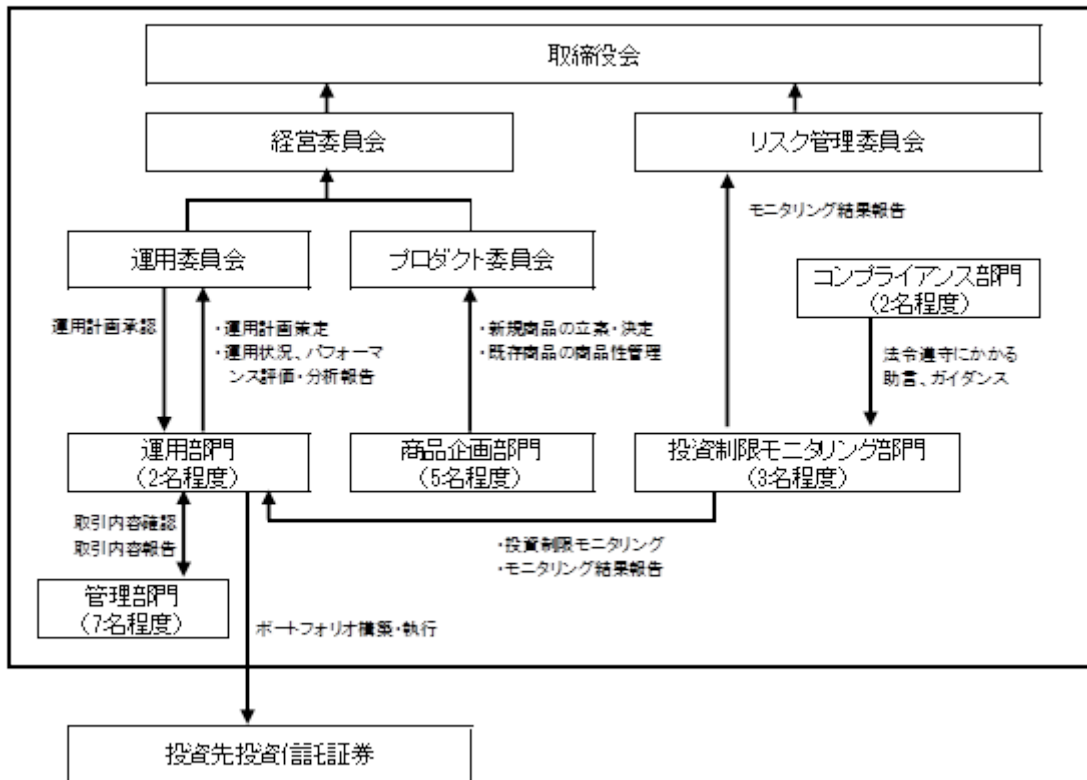 取締役会
経営委員会
リスク管理委員会
モニタリング結果報告
運用委員会
プロダクト委員会
コンプライアンス部門
(2名程度)
運用計画承認
・運用計画策定
・運用状況、パフォーマ
ンス評価・分析報告
・新規商品の立案・決定
・既存商品の商品性管理
法令遵守にかかる
助言、ガイダンス
運用部門
(2名程度)
商品企画部門
(5名程度)
投資制限モニタリング部門
(3名程度)
取引内容確認
取引内容報告
・投資制限モニタリング
・モニタリング結果報告
管理部門
(7名程度)
ポートフォリオ構築・執行
投資先投資信託証券